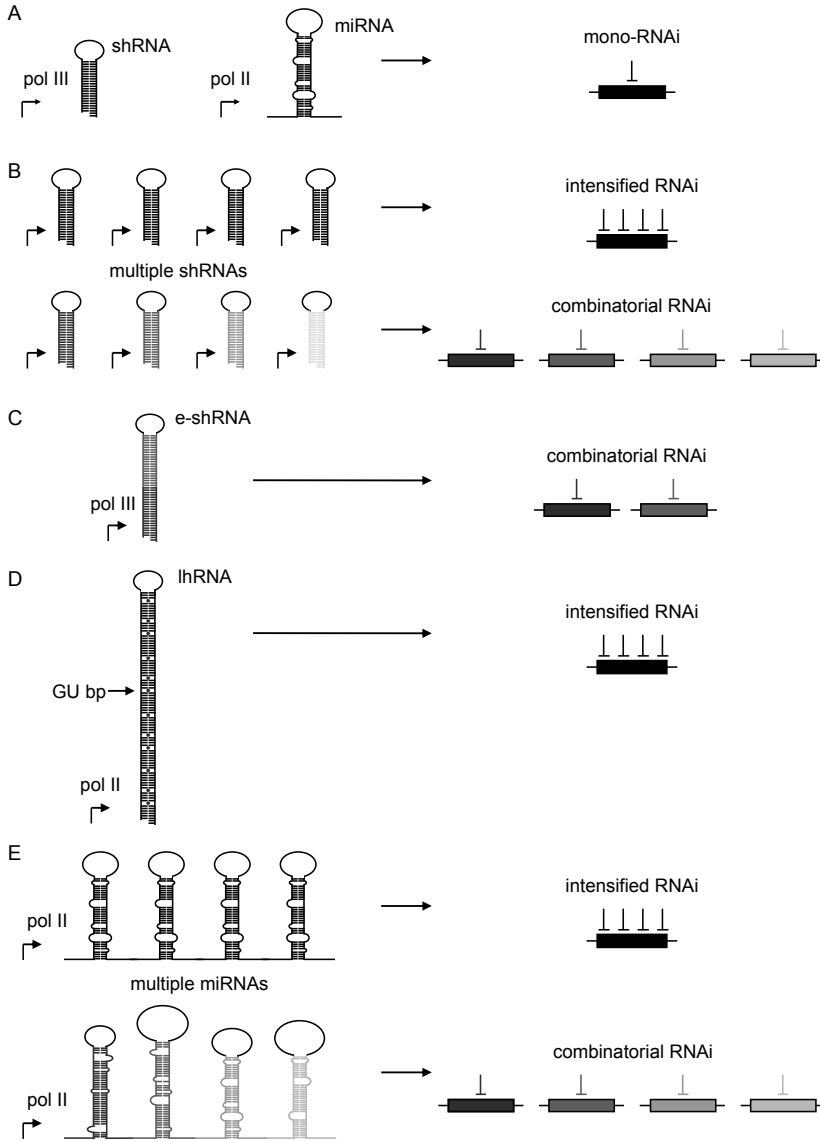 A
shRNA
pol III
miRNA
pol II
mono-RNAi
B
intensified RNAi
multiple shRNAs
combinatorial RNAi
C
e-shRNA
pol III
combinatorial RNAi
D
lhRNA
GU bp
pol II
intensified RNAi
E
pol II
intensified RNAi
multiple miRNAs
pol II
combinatorial RNAi